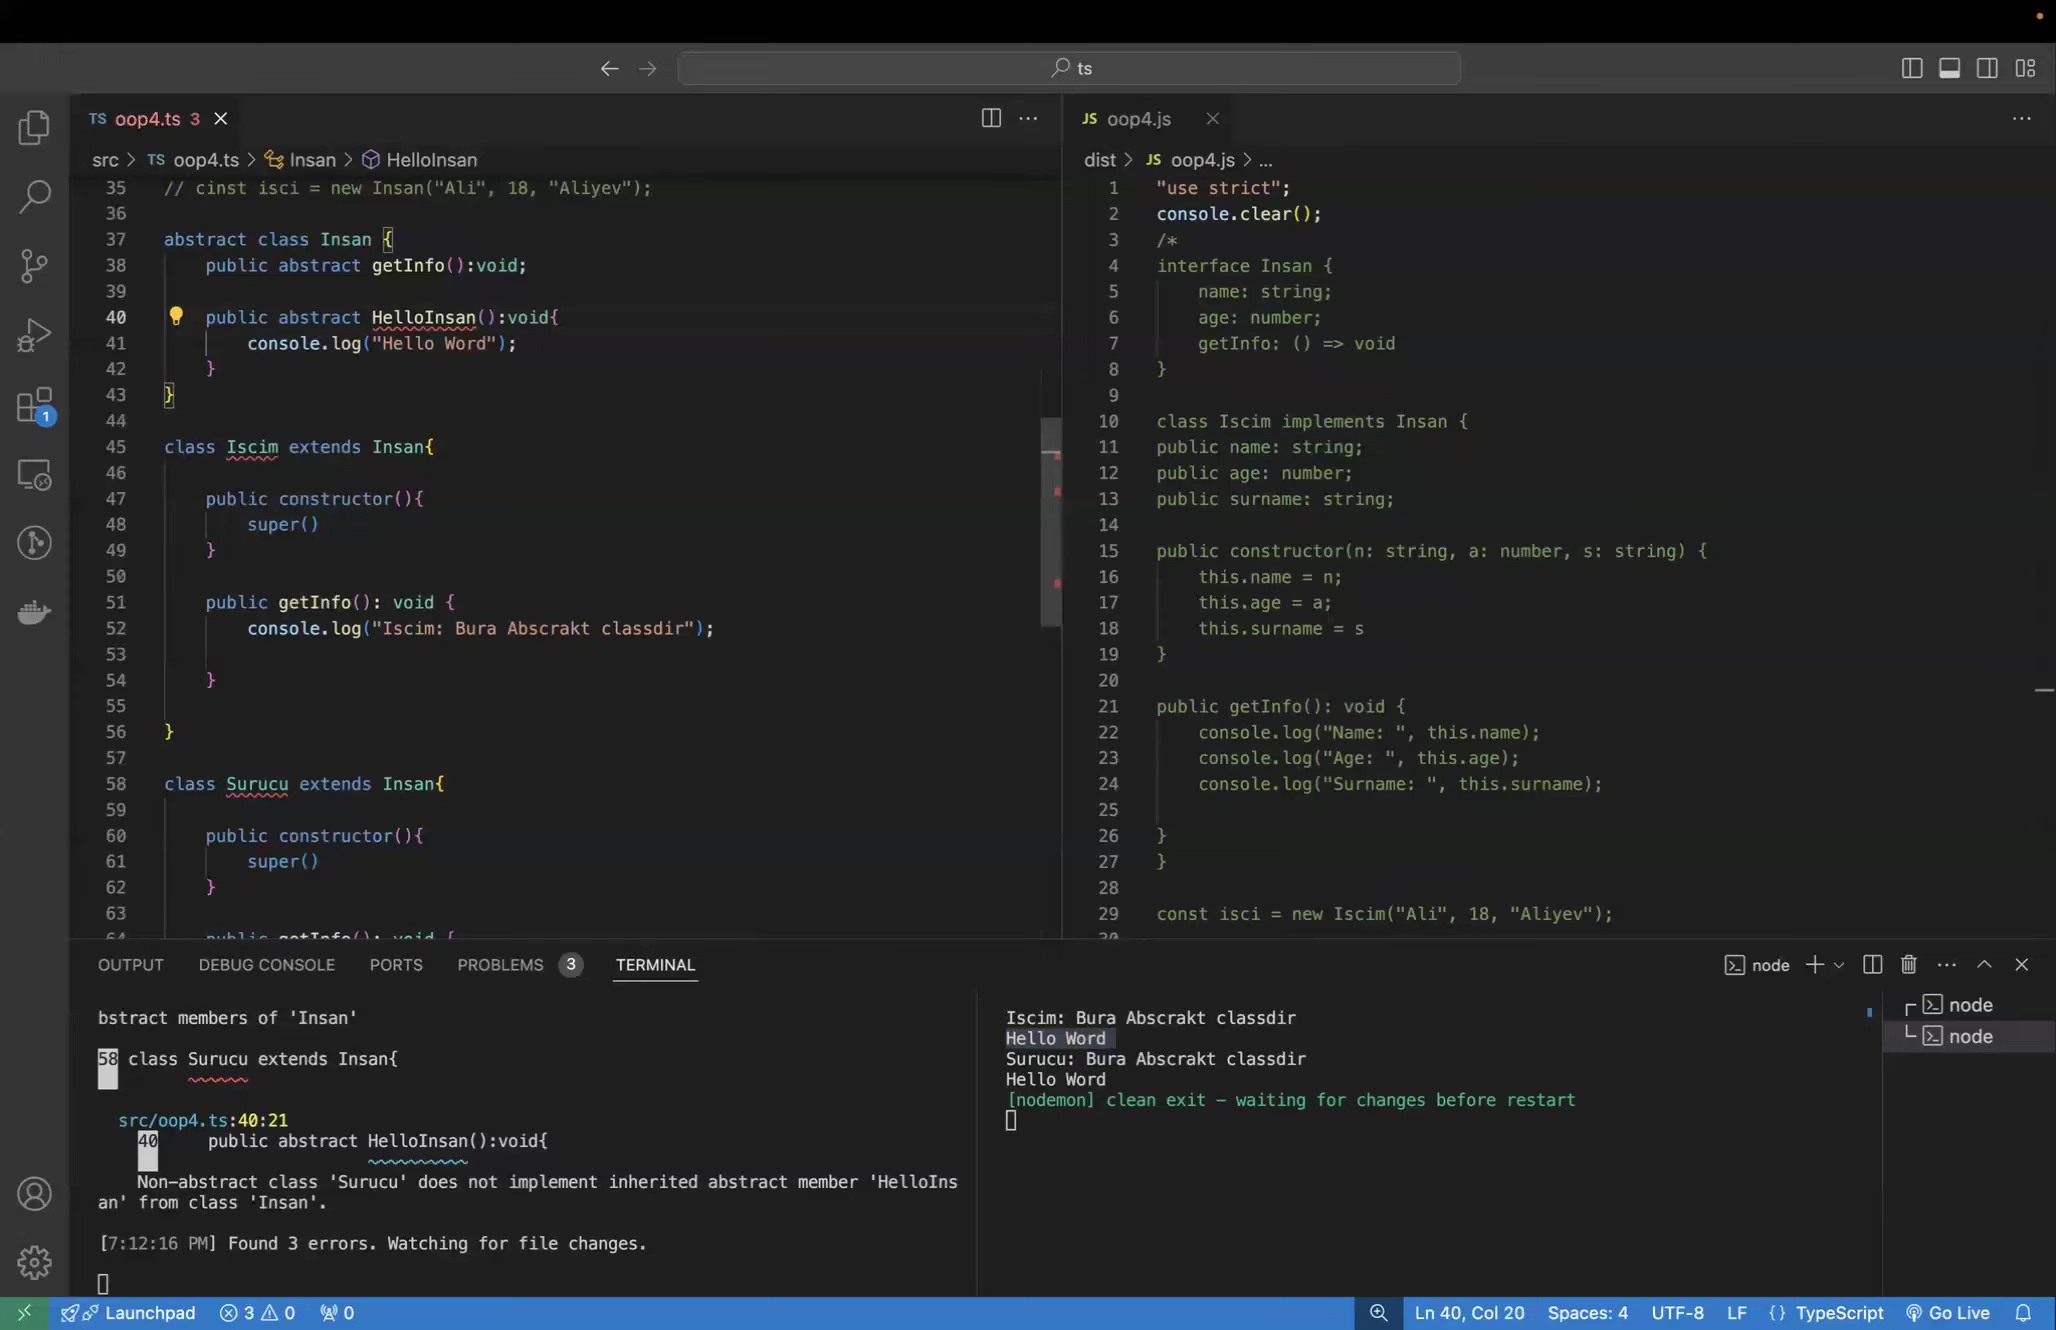 ts
TS oop4.ts 3
src > TS oop4.ts > Insan > HelloInsan
35 // cinst isci = new Insan("Ali", 18, "Aliyev");
36
37 abstract class Insan {
38 public abstract getInfo():void;
39
40 public abstract HelloInsan():void{
41 console.log("Hello Word");
42 }
43 }
44
45 class Iscim extends Insan{
46
47 public constructor(){
48 super()
49 }
50
51 public getInfo(): void {
52 console.log("Iscim: Bura Abscrakt classdir");
53
54 }
55
56 }
57
58 class Surucu extends Insan{
59
60 public constructor(){
61 super()
62 }
63
64 public getInfo(): void {
JS oop4.js
dist > JS oop4.js > ...
1 "use strict";
2 console.clear();
3 /*
4 interface Insan {
5 name: string;
6 age: number;
7 getInfo: () => void
8 }
9
10 class Iscim implements Insan {
11 public name: string;
12 public age: number;
13 public surname: string;
14
15 public constructor(n: string, a: number, s: string) {
16 this.name = n;
17 this.age = a;
18 this.surname = s
19 }
20
21 public getInfo(): void {
22 console.log("Name: ", this.name);
23 console.log("Age: ", this.age);
24 console.log("Surname: ", this.surname);
25
26 }
27 }
28
29 const isci = new Iscim("Ali", 18, "Aliyev");
30
1
OUTPUT DEBUG CONSOLE PORTS PROBLEMS 3 TERMINAL
node
bstract members of 'Insan'
58 class Surucu extends Insan{
src/oop4.ts:40:21
40 public abstract HelloInsan():void{
Non-abstract class 'Surucu' does not implement inherited abstract member 'HelloIns
an' from class 'Insan'.
[7:12:16 PM] Found 3 errors. Watching for file changes.
Iscim: Bura Abscrakt classdir
Hello Word
Surucu: Bura Abscrakt classdir
Hello Word
[nodemon] clean exit - waiting for changes before restart
node
node
Launchpad 3 0 0
Ln 40, Col 20 Spaces: 4 UTF-8 LF {} TypeScript Go Live